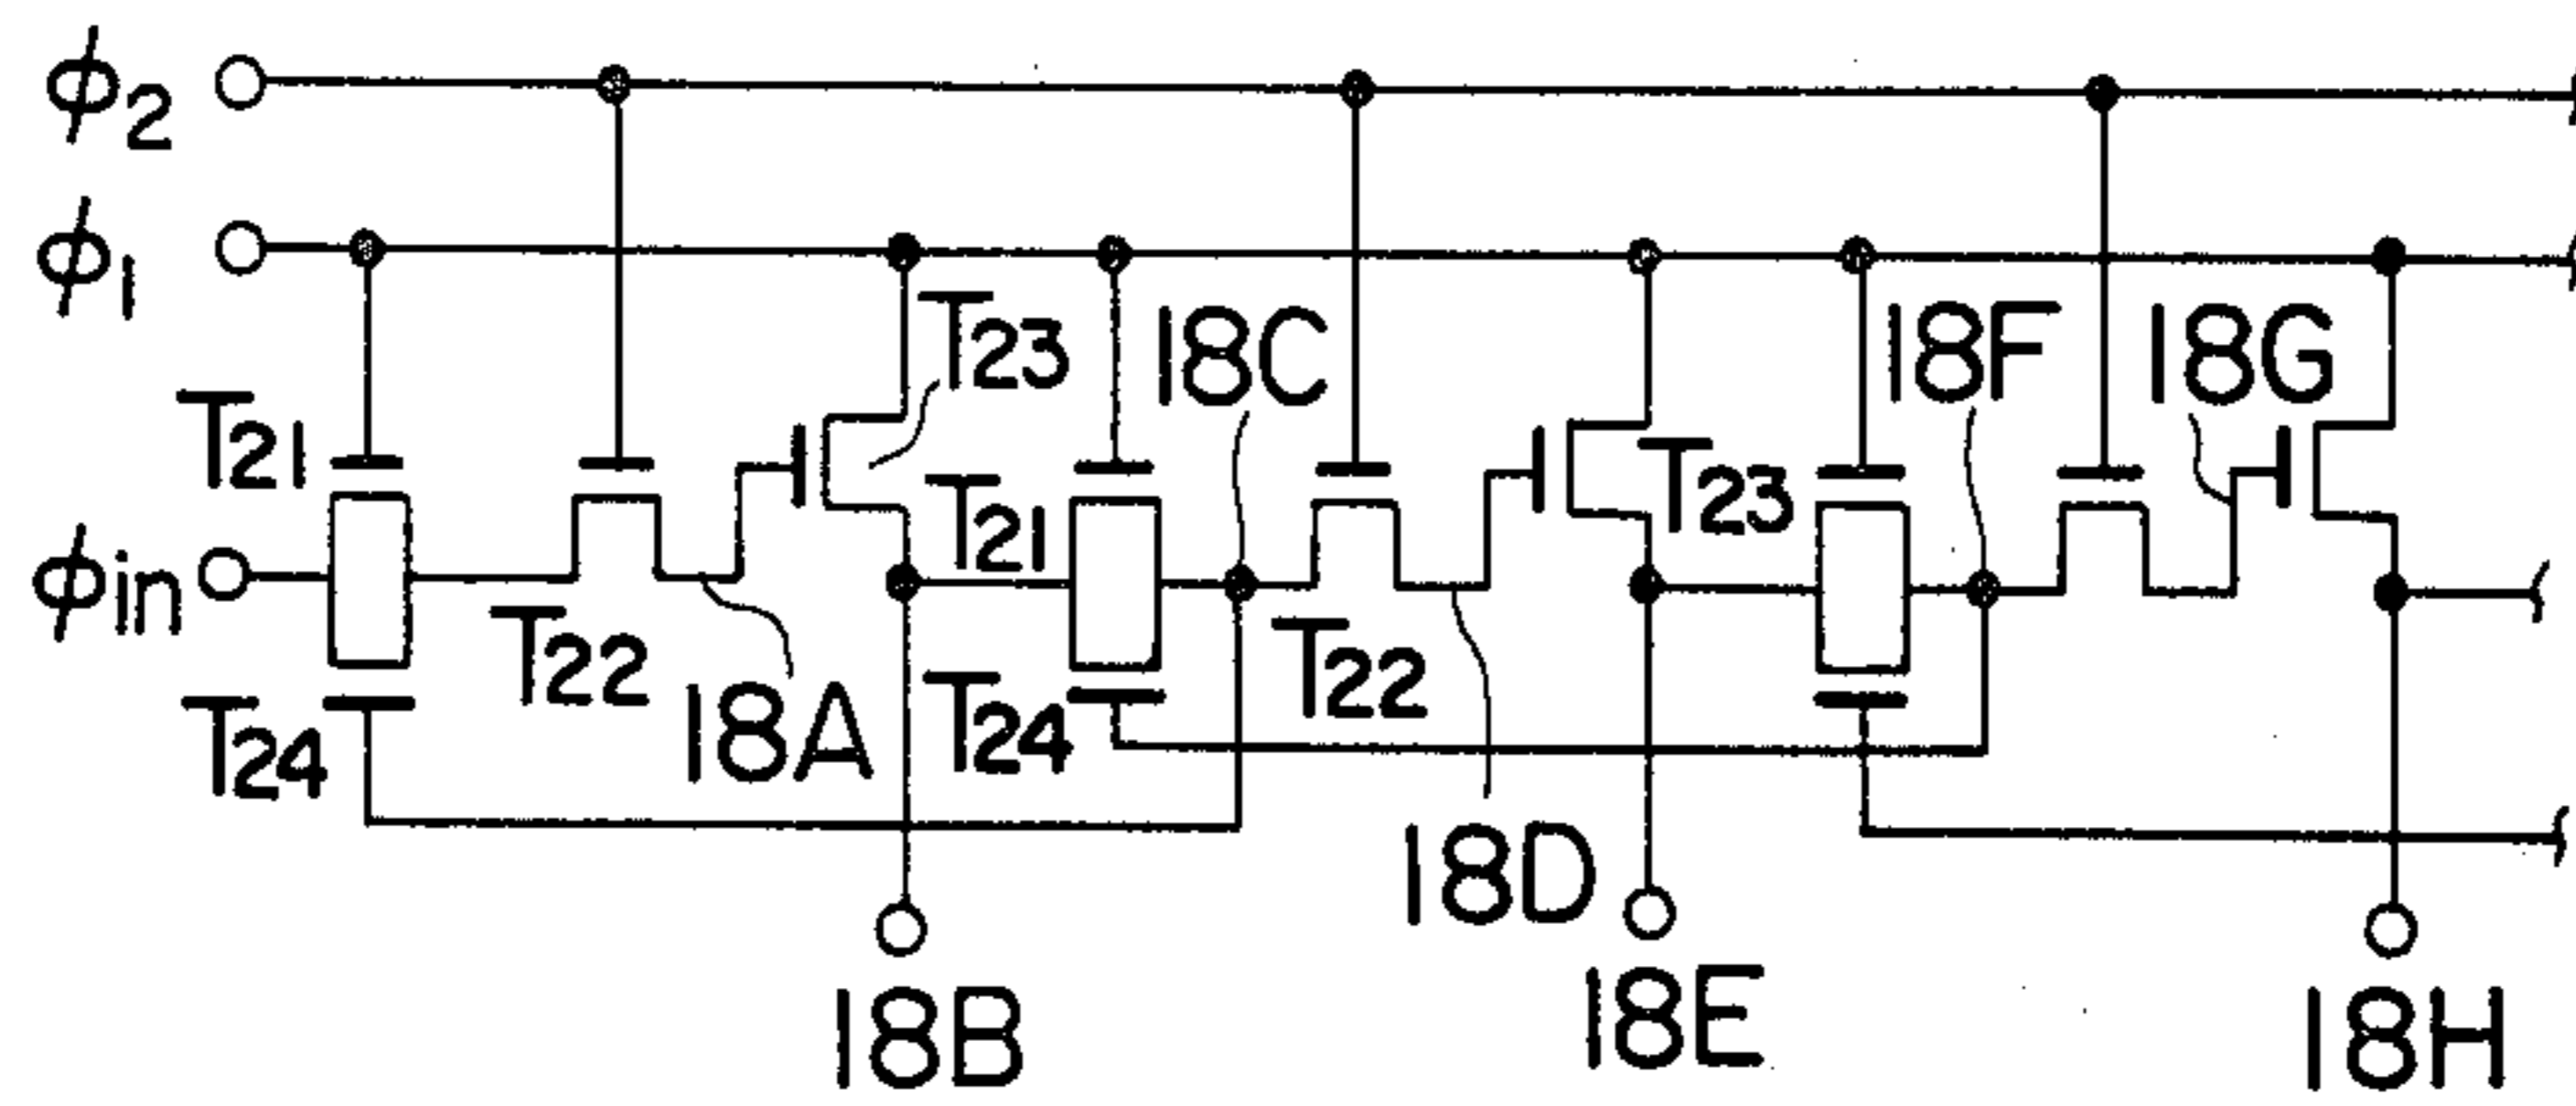 ϕ2
ϕ1
T23 18C 18F 18G
T21
T21 T23
ϕin
T22 T22
T24 18A T24
18D
18B 18E 18H